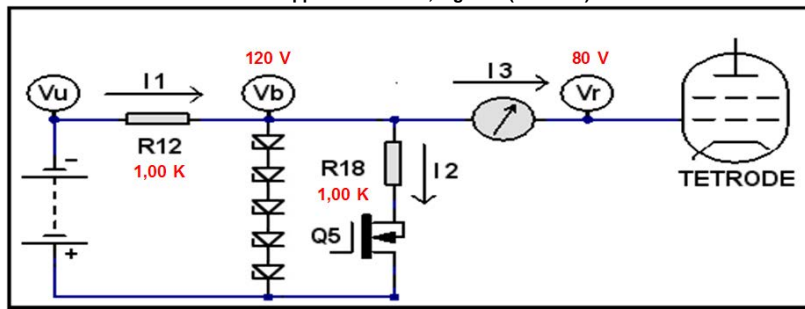 120 V
80 V
Vu
I1
Vb
I3
Vr
R12
1,00 K
R18
1,00 K
I2
Q5
TETRODE
-
+